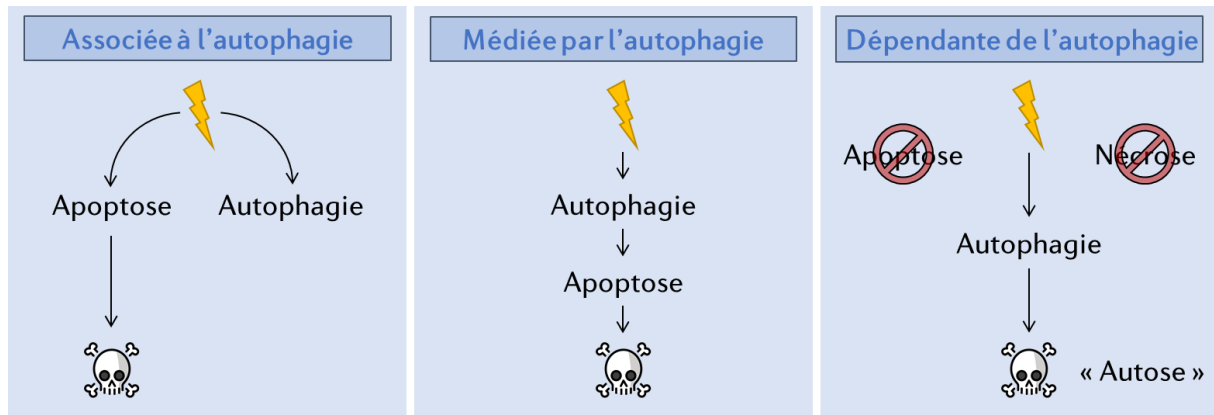 Associée à l'autophagie
Apoptose
Autophagie
Médiée par l'autophagie
Autophagie
Apoptose
Dépendante de l'autophagie
Apoptose
Nécrose
Autophagie
« Autose »